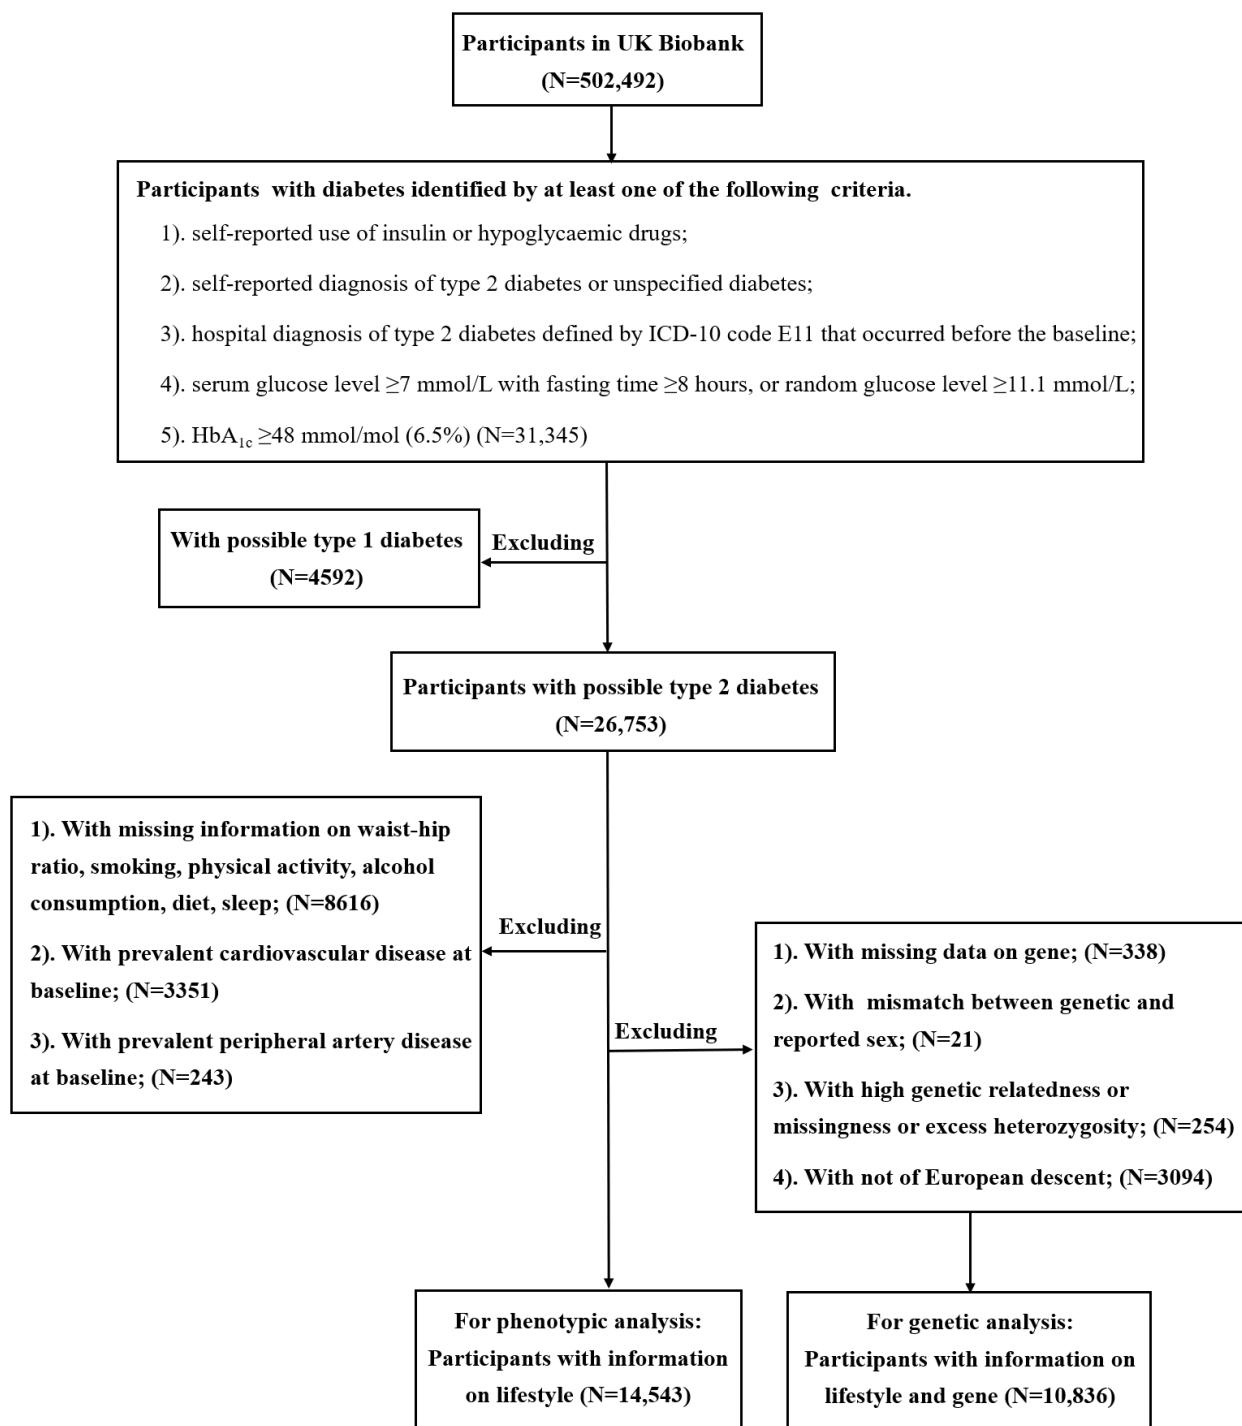 Participants in UK Biobank
(N=502,492)
Participants with diabetes identified by at least one of the following criteria.
1). self-reported use of insulin or hypoglycaemic drugs;
2). self-reported diagnosis of type 2 diabetes or unspecified diabetes;
3). hospital diagnosis of type 2 diabetes defined by ICD-10 code E11 that occurred before the baseline;
4). serum glucose level ≥7 mmol/L with fasting time ≥8 hours, or random glucose level ≥11.1 mmol/L;
5). HbA1c ≥48 mmol/mol (6.5%) (N=31,345)
With possible type 1 diabetes
(N=4592)
Excluding
Participants with possible type 2 diabetes
(N=26,753)
1). With missing information on waist-hip
ratio, smoking, physical activity, alcohol
consumption, diet, sleep; (N=8616)
2). With prevalent cardiovascular disease at
baseline; (N=3351)
3). With prevalent peripheral artery disease
at baseline; (N=243)
Excluding
Excluding
1). With missing data on gene; (N=338)
2). With mismatch between genetic and
reported sex; (N=21)
3). With high genetic relatedness or
missingness or excess heterozygosity; (N=254)
4). With not of European descent; (N=3094)
For phenotypic analysis:
Participants with information
on lifestyle (N=14,543)
For genetic analysis:
Participants with information on
lifestyle and gene (N=10,836)